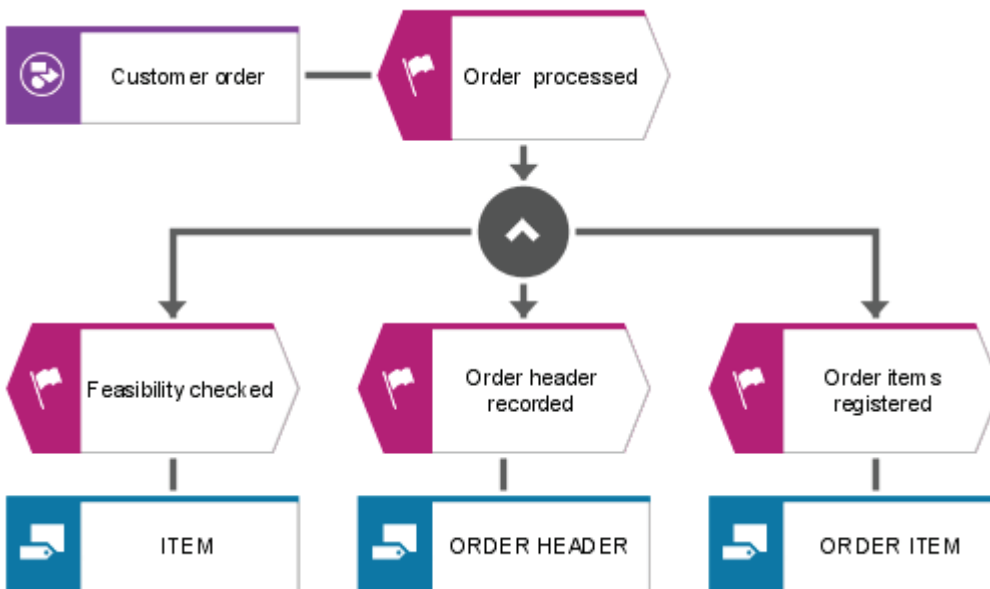 Customer order
Order processed
Feasibility checked
Order header
recorded
Order items
registered
ITEM
ORDER HEADER
ORDER ITEM